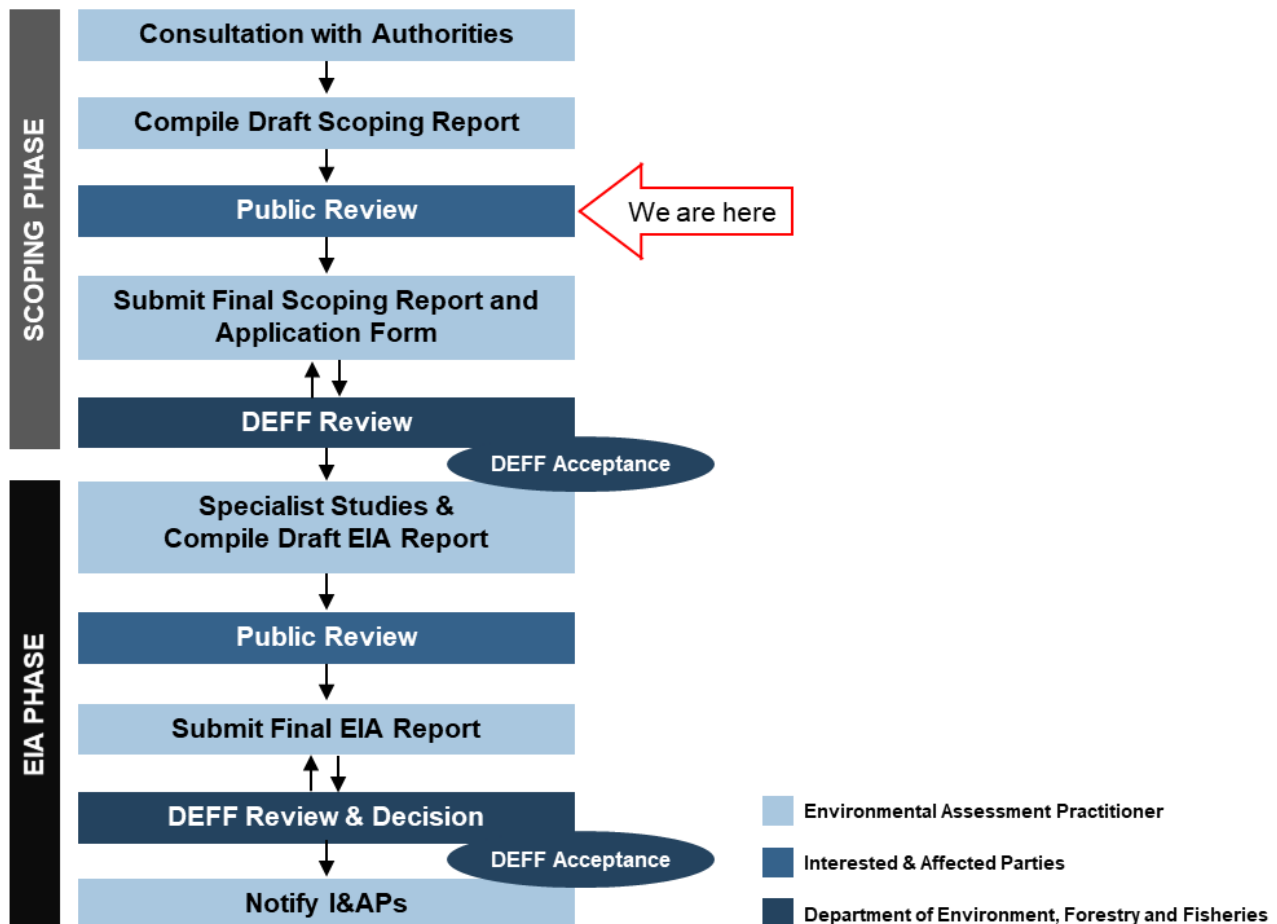 SCOPING PHASE
Consultation with Authorities
Compile Draft Scoping Report
Public Review
We are here
Submit Final Scoping Report and
Application Form
DEFF Review
DEFF Acceptance
EIA PHASE
Specialist Studies &
Compile Draft EIA Report
Public Review
Submit Final EIA Report
DEFF Review & Decision
DEFF Acceptance
Notify I&APs
Environmental Assessment Practitioner
Interested & Affected Parties
Department of Environment, Forestry and Fisheries